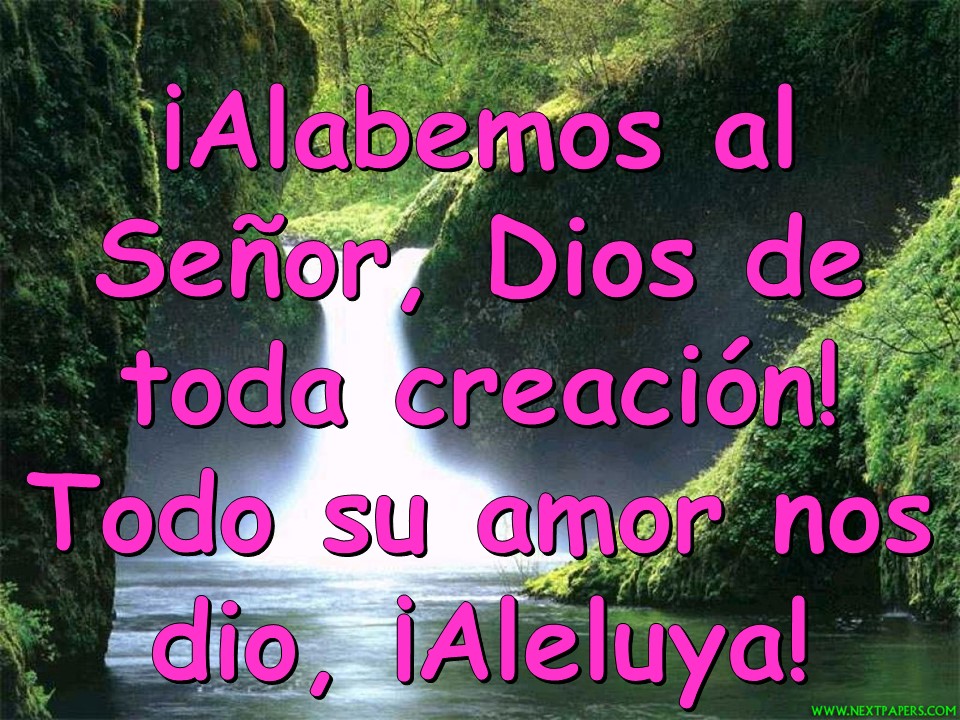 ¡Alabemos al
Señor, Dios de
toda creación!
Todo su amor nos
dio, ¡Aleluya!
WWW.NEXTPAPERS.COM